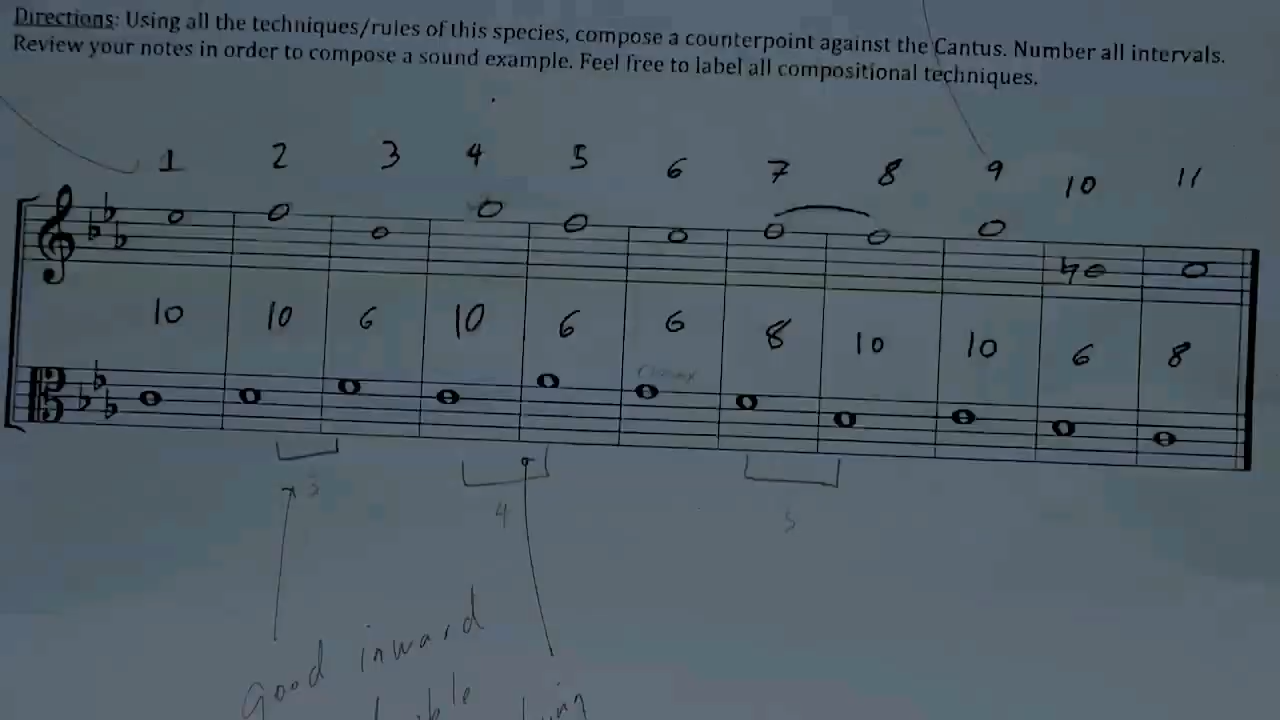 Directions: Using all the techniques/rules of this species, compose a counterpoint against the Cantus. Number all intervals.
Review your notes in order to compose a sound example. Feel free to label all compositional techniques.
1 2 3 4 5 6 7 8 9 10 11
10 10 6 10 6 6 8 10 10 6 8
4
Good inward